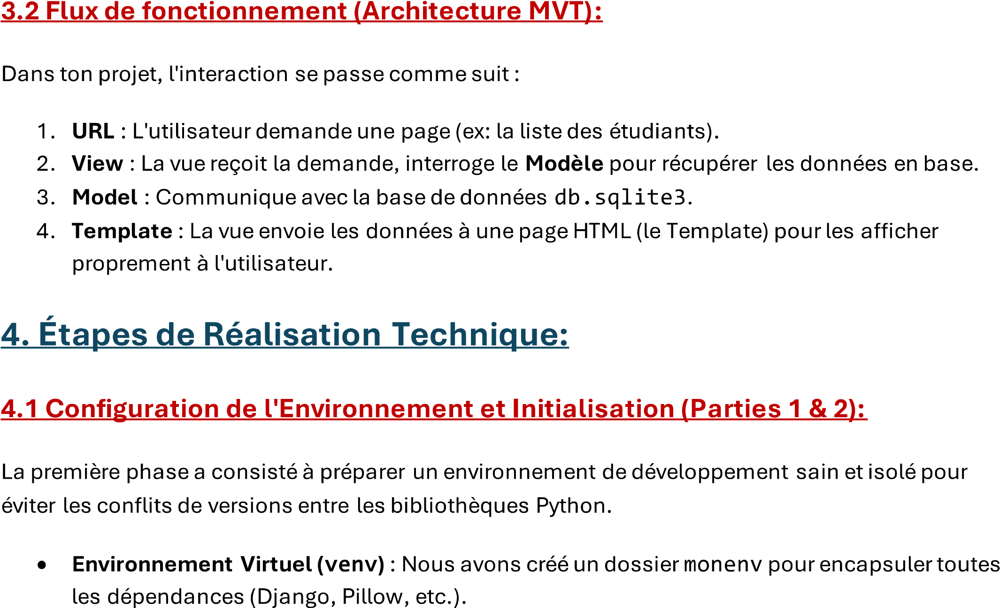 3.2 Flux de fonctionnement (Architecture MVT):
Dans ton projet, l'interaction se passe comme suit :
1. URL : L'utilisateur demande une page (ex: la liste des étudiants).
2. View : La vue reçoit la demande, interroge le Modèle pour récupérer les données en base.
3. Model : Communique avec la base de données db.sqlite3.
4. Template : La vue envoie les données à une page HTML (le Template) pour les afficher
proprement à l'utilisateur.
4. Étapes de Réalisation Technique:
4.1 Configuration de l'Environnement et Initialisation (Parties 1 & 2):
La première phase a consisté à préparer un environnement de développement sain et isolé pour
éviter les conflits de versions entre les bibliothèques Python.
• Environnement Virtuel (venv) : Nous avons créé un dossier monenv pour encapsuler toutes
les dépendances (Django, Pillow, etc.).